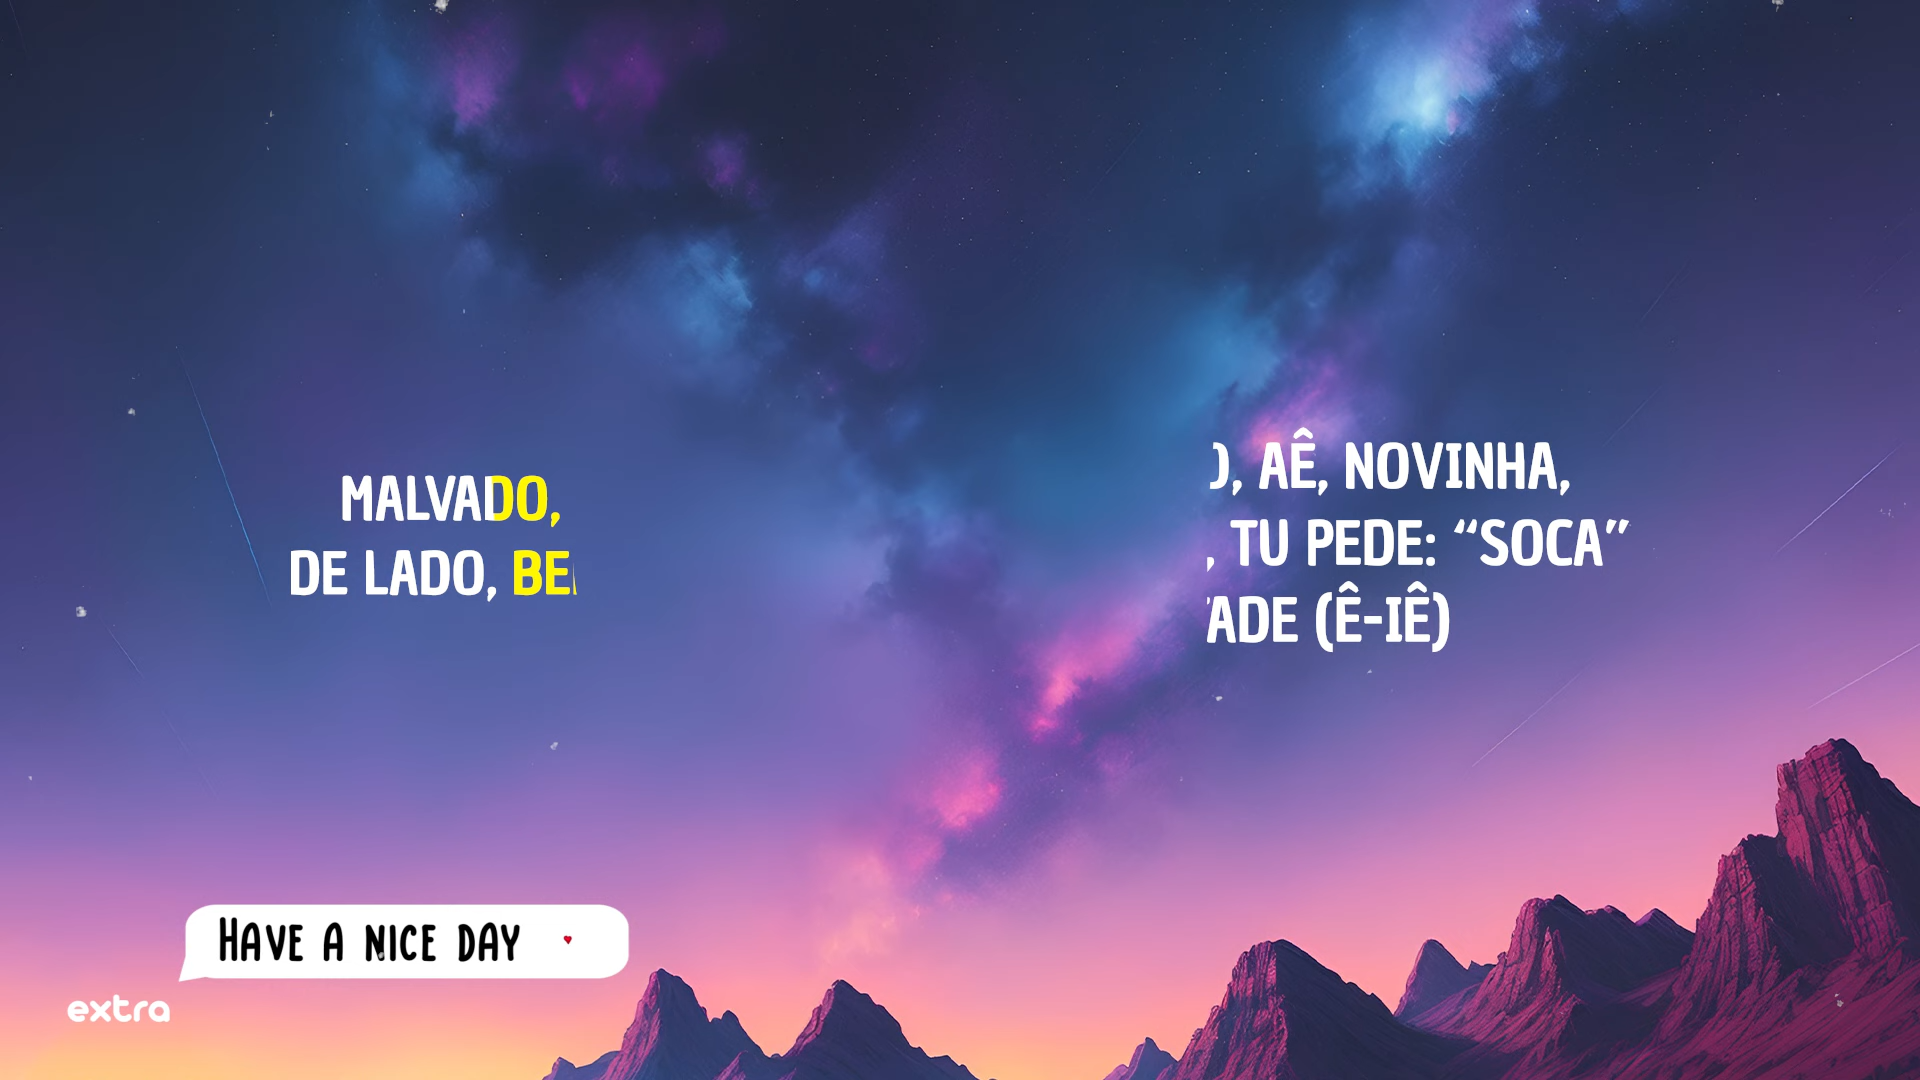 MALVADO,
DE LADO,
, AÊ, NOVINHA,
, TU PEDE: “SOCA”
(Ê-IÊ)
HAVE A NICE DAY
extra